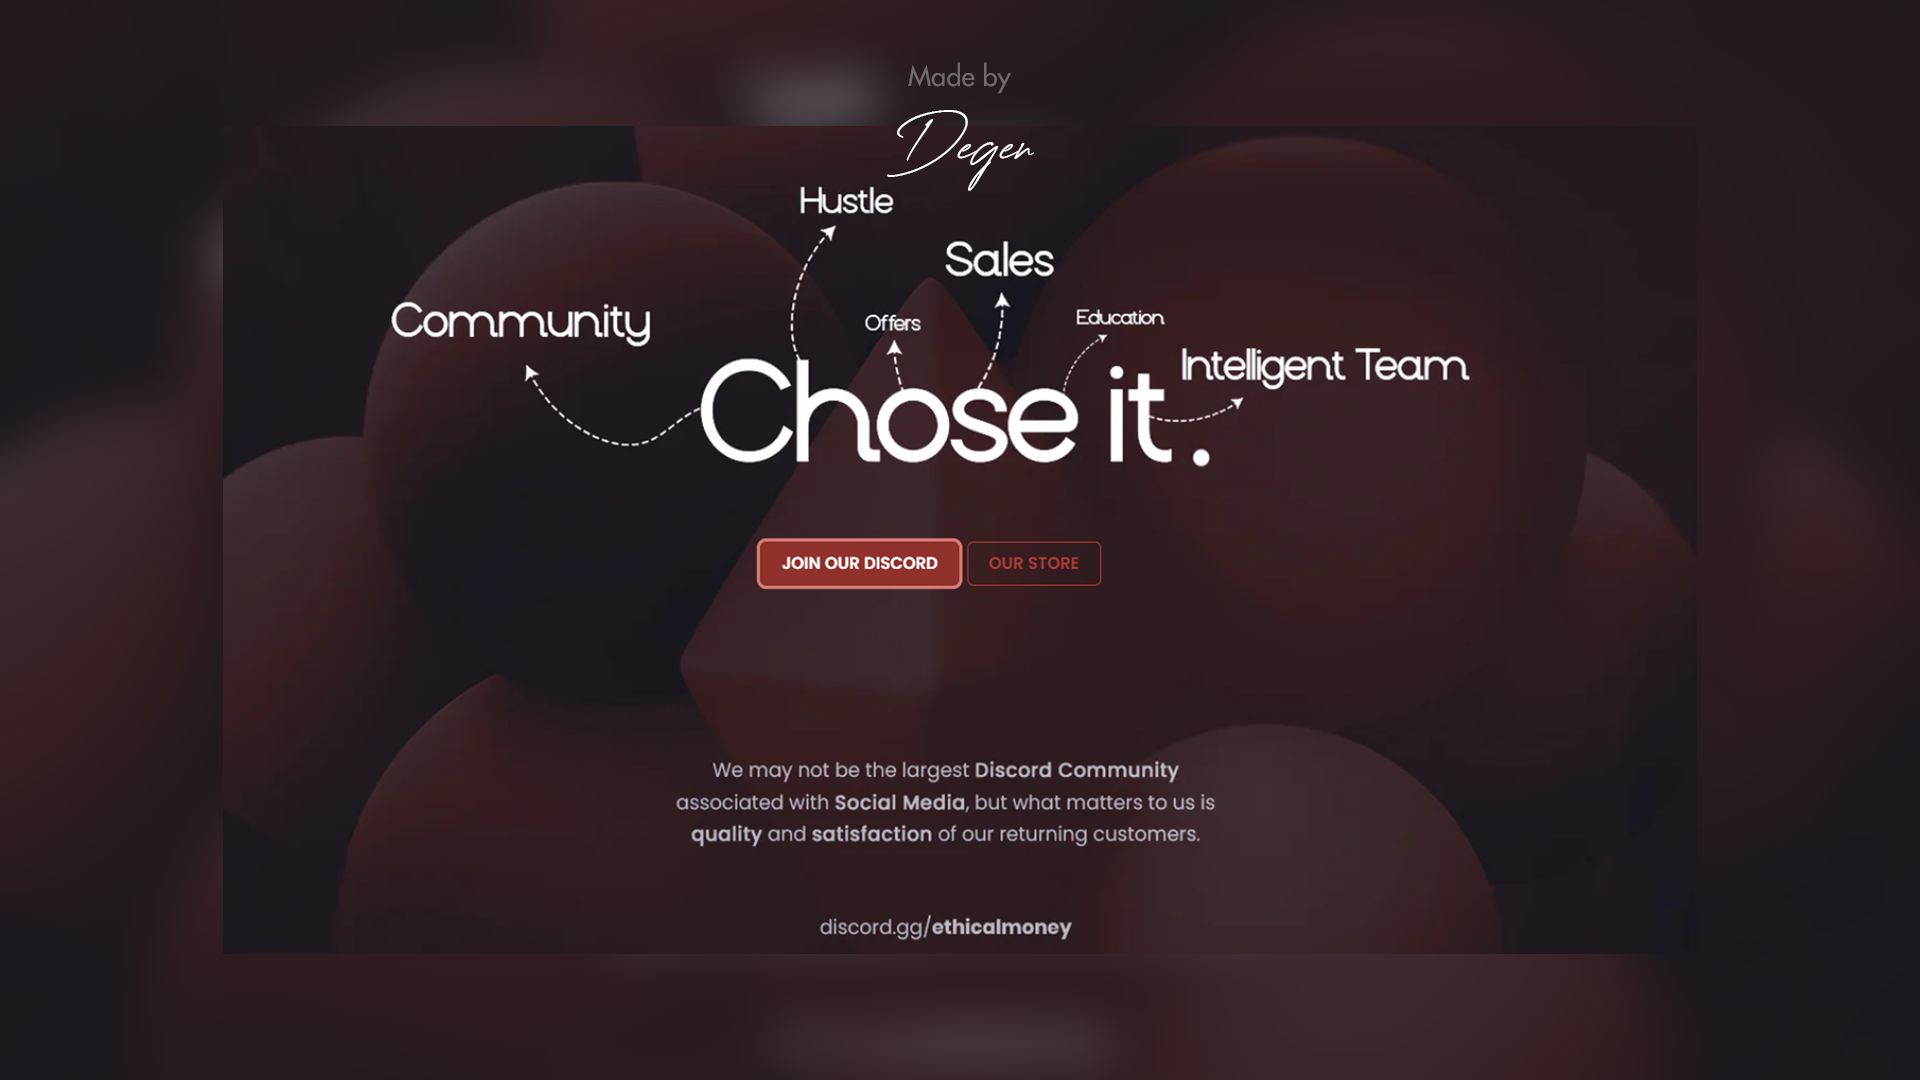 Made by
Degen
Hustle
Sales
Community
Offers
Education
Intelligent Team
Chose it.
JOIN OUR DISCORD
OUR STORE
We may not be the largest Discord Community
associated with Social Media, but what matters to us is
quality and satisfaction of our returning customers.
discord.gg/ethicalmoney